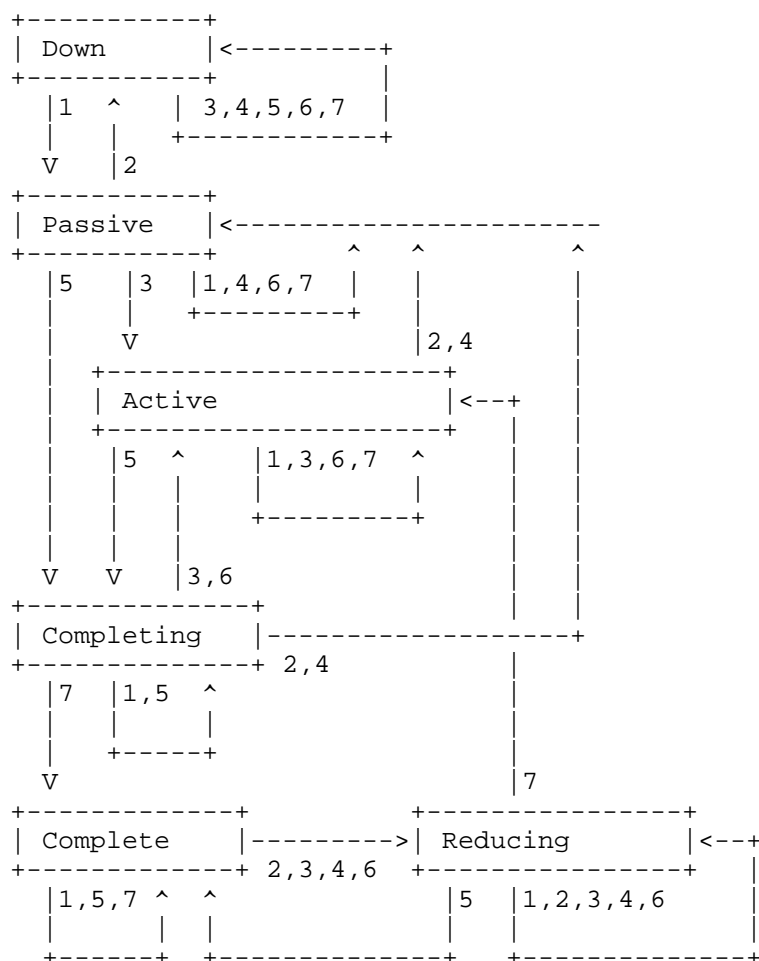 Down
1 3,4,5,6,7
V 2
Passive
5 3 1,4,6,7
V 2,4
Active
5 1,3,6,7
V V 3,6
Completing
2,4
7 1,5
V 7
Complete Reducing
2,3,4,6
1,5,7 5 1,2,3,4,6